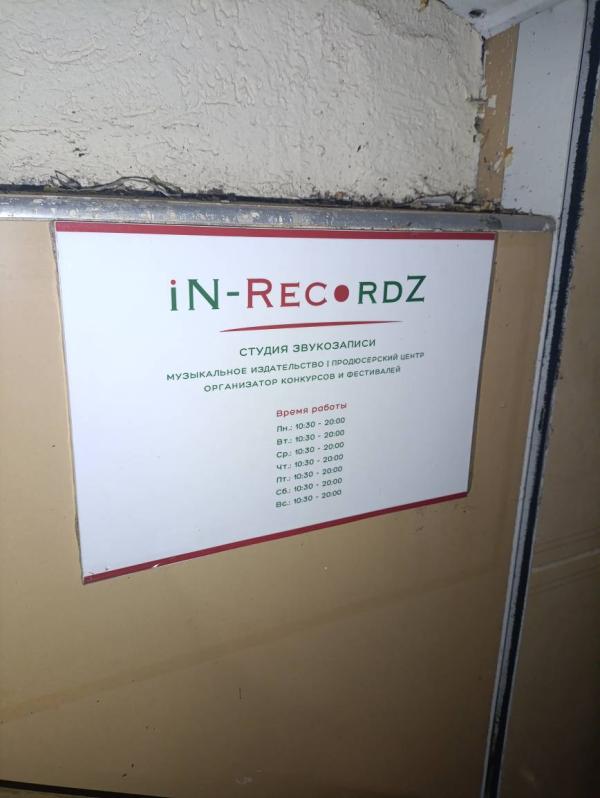 iN-RECORDZ
СТУДИЯ ЗВУКОЗАПИСИ
МУЗЫКАЛЬНОЕ ИЗДАТЕЛЬСТВО | ПРОДЮСЕРСКИЙ ЦЕНТР
ОРГАНИЗАТОР КОНКУРСОВ И ФЕСТИВАЛЕЙ
Время работы
Пн.: 10:30 - 20:00
Вт.: 10:30 - 20:00
Ср.: 10:30 - 20:00
Чт.: 10:30 - 20:00
Пт.: 10:30 - 20:00
Сб.: 10:30 - 20:00
Вс.: 10:30 - 20:00